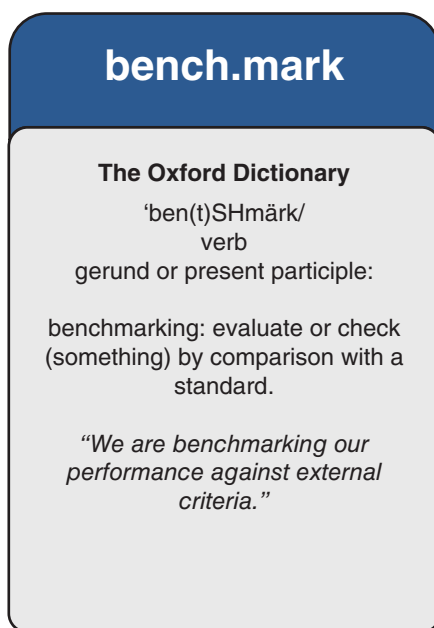 bench.mark
The Oxford Dictionary
‘ben(t)SHmärk/
verb
gerund or present participle:
benchmarking: evaluate or check
(something) by comparison with a
standard.
“We are benchmarking our
performance against external
criteria.”